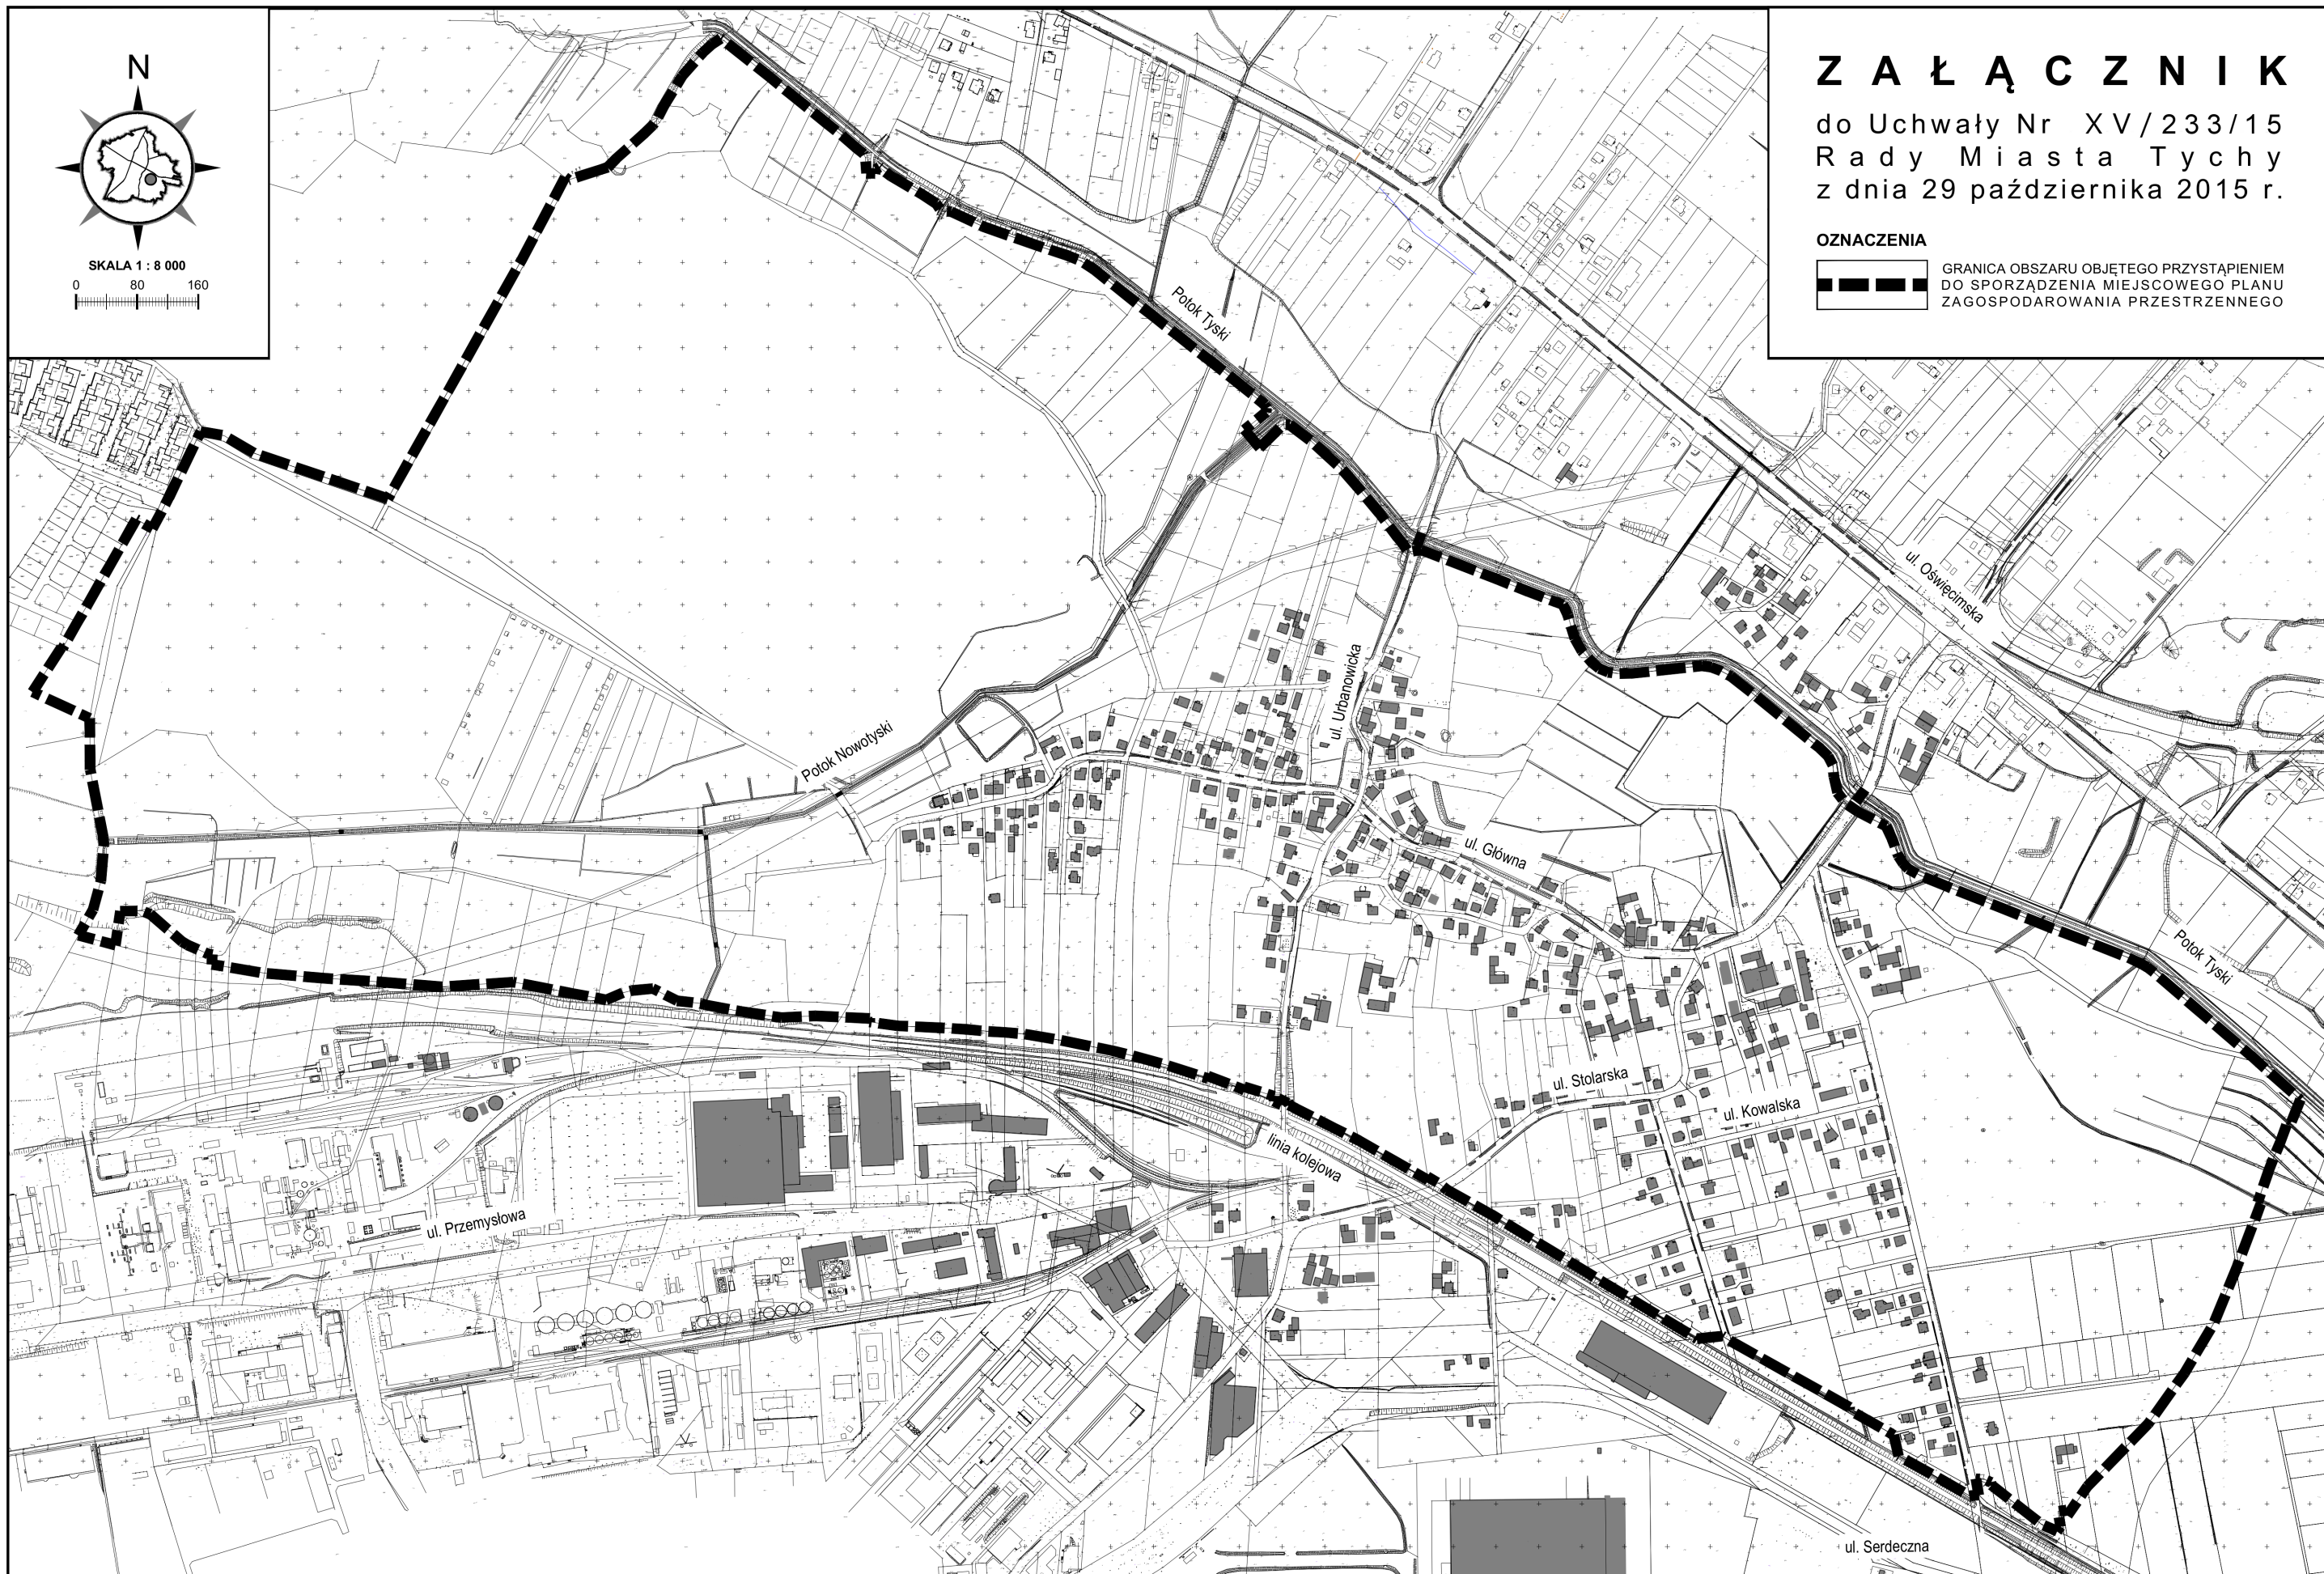 N
SKALA 1 : 8 000
0 80 160
ZAŁĄCZNIK
do Uchwały Nr XV/233/15
Rady Miasta Tychy
z dnia 29 października 2015 r.
OZNACZENIA
GRANICA OBSZARU OBJĘTEGO PRZYSTĄPIENIEM
DO SPORZĄDZENIA MIEJSCOWEGO PLANU
ZAGOSPODAROWANIA PRZESTRZENNEGO
Potok Tyski
ul. Oświęcimska
ul. Urbanowicka
Potok Nowotyski
ul. Główna
Potok Tyski
ul. Stolarska
ul. Kowalska
linia kolejowa
ul. Przemysłowa
ul. Serdeczna